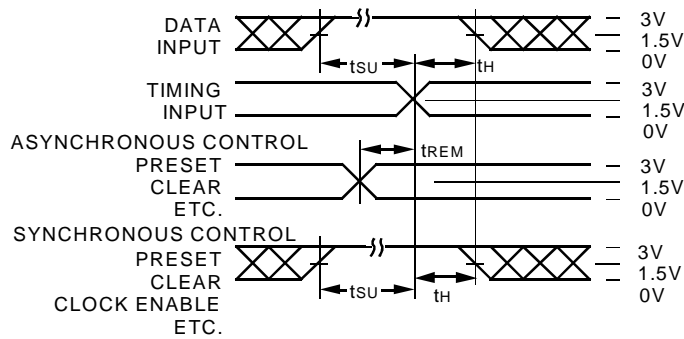 DATA
INPUT
tSU
tH
3V
1.5V
0V
TIMING
INPUT
3V
1.5V
0V
ASYNCHRONOUS CONTROL
PRESET
CLEAR
ETC.
tREM
3V
1.5V
0V
SYNCHRONOUS CONTROL
PRESET
CLEAR
CLOCK ENABLE
ETC.
tSU
tH
3V
1.5V
0V